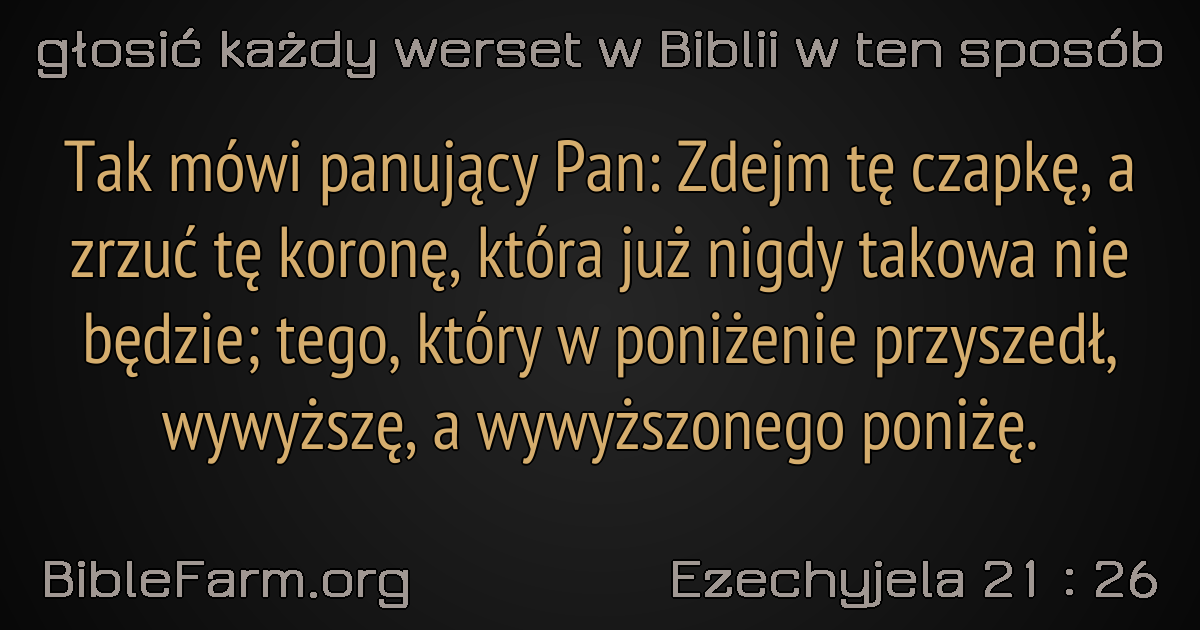 głosić każdy werset w Biblii w ten sposób
Tak mówi panujący Pan: Zdejm tę czapkę, a
zrzuć tę koronę, która już nigdy takowa nie
będzie; tego, który w poniżenie przyszedł,
wywyższę, a wywyższonego poniżę.
BibleFarm.org
Ezechyjela 21 : 26